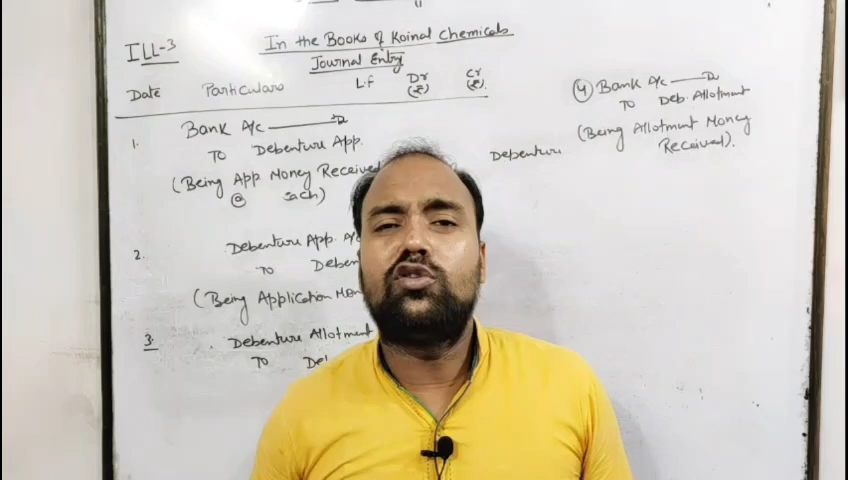 ILL-3
In the Books of Koinal Chemicals
Journal Entry
Date Particulars L.f Dr (₹). Cr (₹).
1. Bank A/c Dr
To Debenture App.
(Being App Money Received
@ each)
Debenture
2. Debenture App. A/c
To Deben
(Being Application Mon
3. Debenture Allotment
To Deb
④ Bank A/c Dr
To Deb. Allotment
(Being Allotment Money
Received).